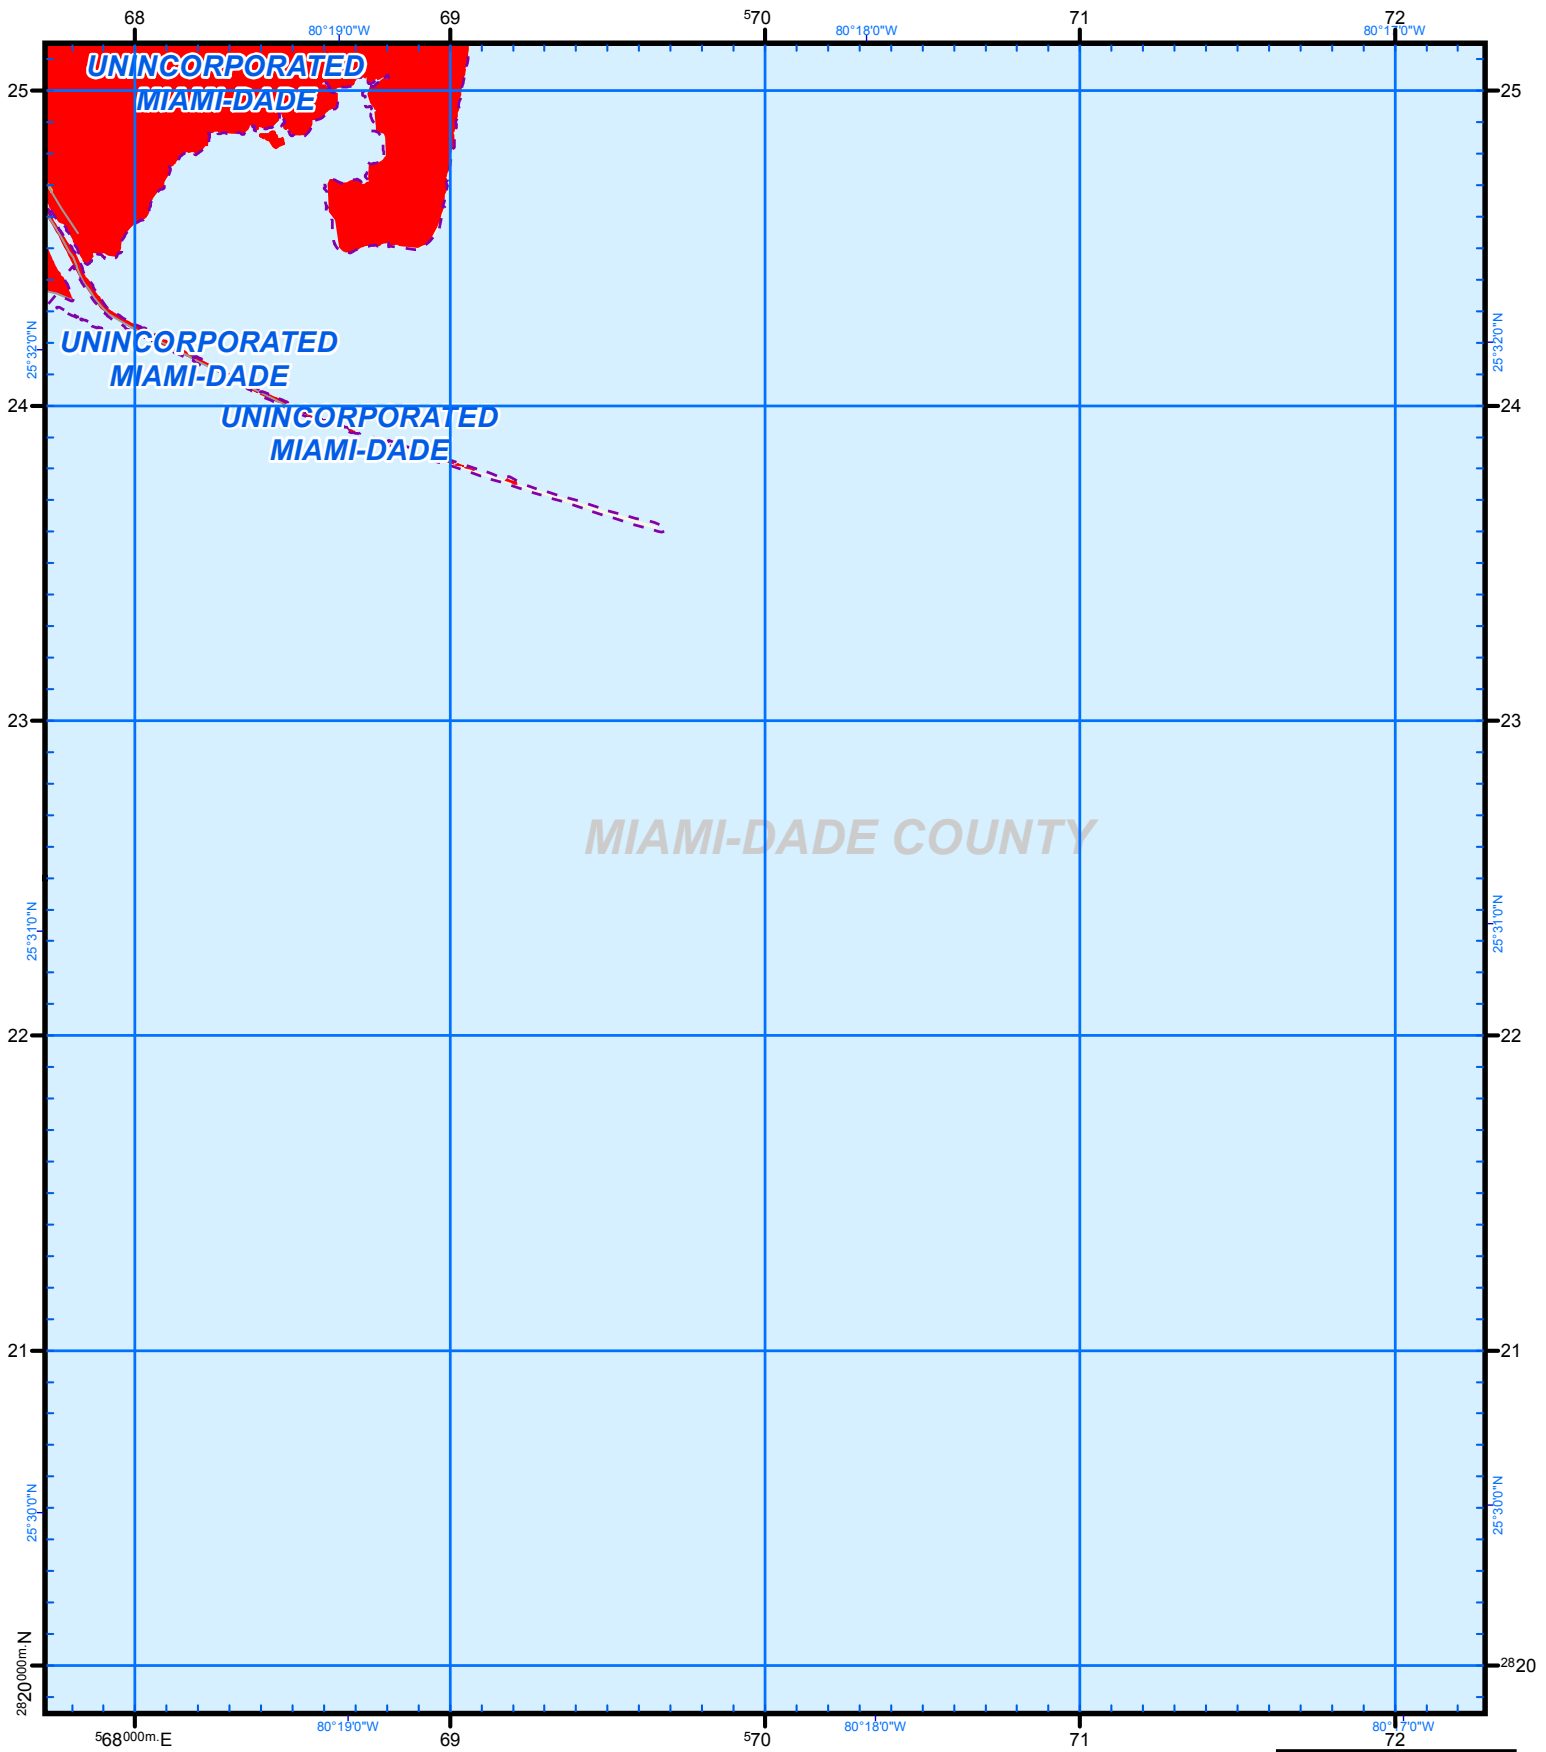 68 69 570 71 72
80°19'0"W 80°18'0"W 80°17'0"W
UNINCORPORATED
MIAMI-DADE
25 25
25°32'0"N 25°32'0"N
UNINCORPORATED
MIAMI-DADE
24 24
UNINCORPORATED
MIAMI-DADE
23 23
MIAMI-DADE COUNTY
25°31'0"N 25°31'0"N
22 22
21 21
25°30'0"N 25°30'0"N
2820000m.N 2820
80°19'0"W 80°18'0"W 80°17'0"W
568000m.E 69 570 71 72